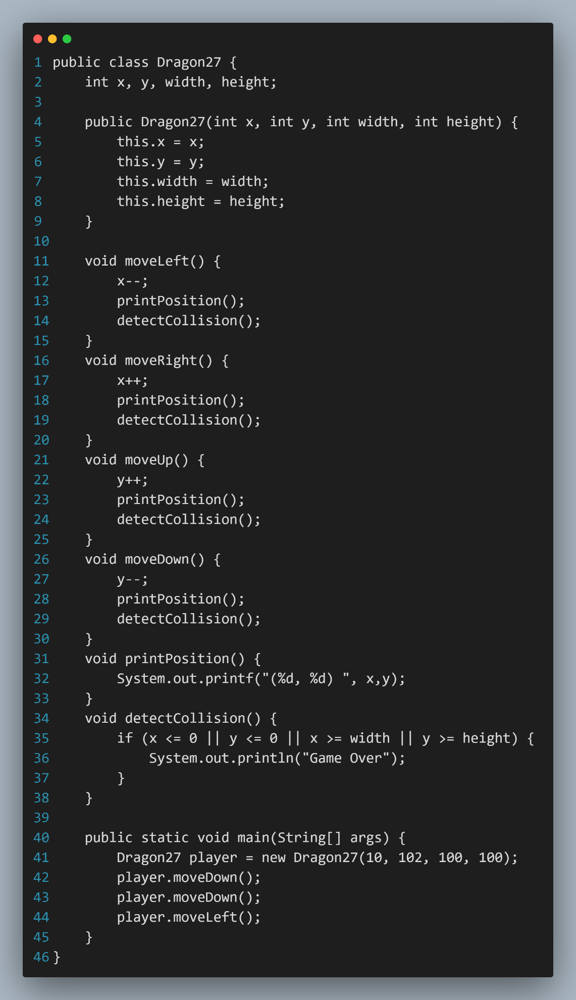 1 public class Dragon27 {
2     int x, y, width, height;
3
4     public Dragon27(int x, int y, int width, int height) {
5         this.x = x;
6         this.y = y;
7         this.width = width;
8         this.height = height;
9     }
10
11     void moveLeft() {
12         x--;
13         printPosition();
14         detectCollision();
15     }
16     void moveRight() {
17         x++;
18         printPosition();
19         detectCollision();
20     }
21     void moveUp() {
22         y++;
23         printPosition();
24         detectCollision();
25     }
26     void moveDown() {
27         y--;
28         printPosition();
29         detectCollision();
30     }
31     void printPosition() {
32         System.out.printf("(%d, %d) ", x,y);
33     }
34     void detectCollision() {
35         if (x <= 0 || y <= 0 || x >= width || y >= height) {
36             System.out.println("Game Over");
37         }
38     }
39
40     public static void main(String[] args) {
41         Dragon27 player = new Dragon27(10, 102, 100, 100);
42         player.moveDown();
43         player.moveDown();
44         player.moveLeft();
45     }
46 }